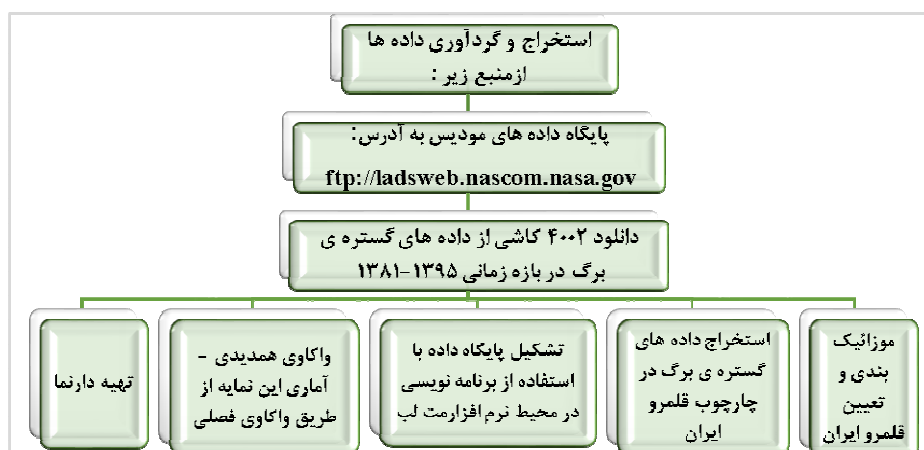 استخراج و گردآوری داده ها
ازمنبع زیر :
پایگاه داده های مودیس به آدرس:
ftp://ladsweb.nascom.nasa.gov
دانلود ۴۰۰۲ کاشی از داده های گستره ی
برگ در بازه زمانی ۱۳۹۵-۱۳۸۱
موزائیک
بندی و
تعیین
قلمرو ایران
استخراج داده های
گستره ی برگ در
چارچوب قلمرو
ایران
تشکیل پایگاه داده با
استفاده از برنامه نویسی
در محیط نرم افزارمت لب
واکاوی همدیدی -
آماری این نمایه از
طریق واکاوی فصلی
تهیه دارنما